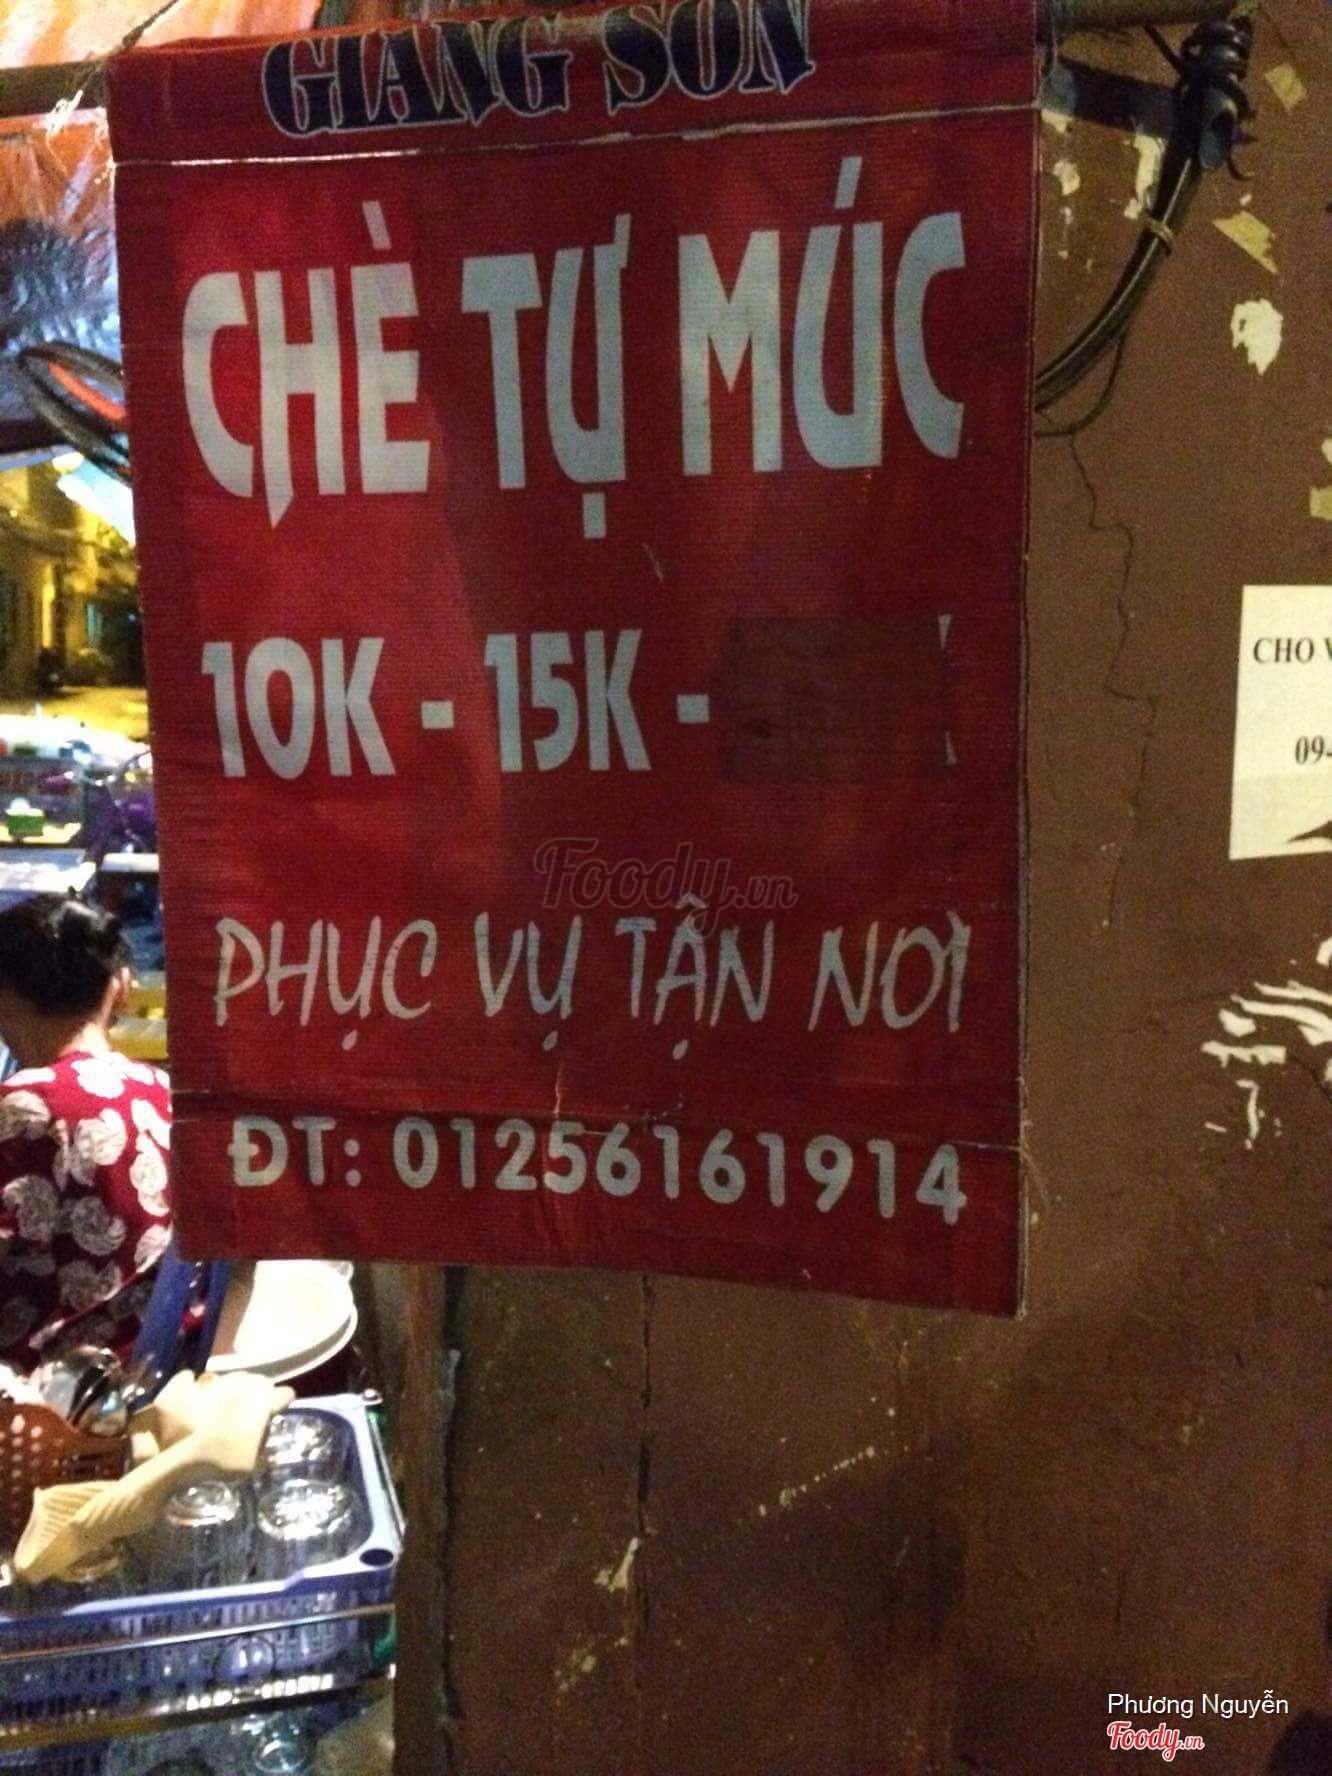 GIANG SƠN
CHÈ TỰ MÚC
10K - 15K -
Foody.vn
PHỤC VỤ TẬN NƠI
ĐT: 01256161914
CHO
09
Phương Nguyễn
Foody.vn